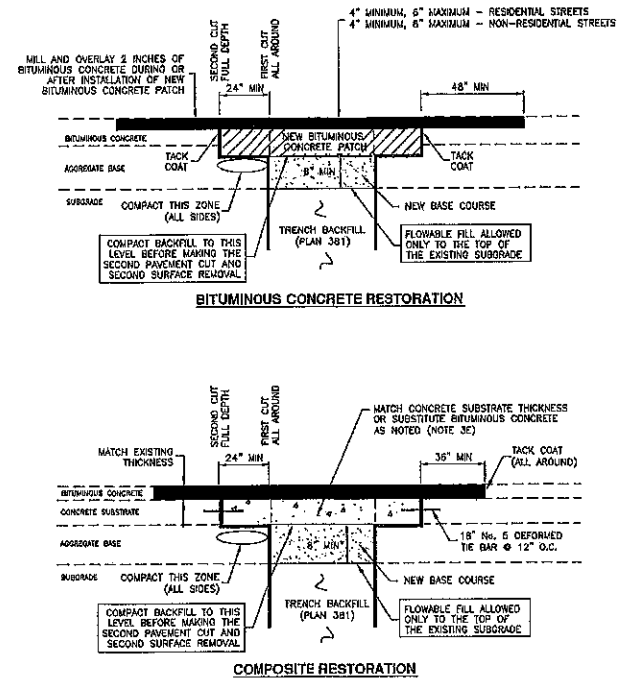 4" MINIMUM, 6" MAXIMUM – RESIDENTIAL STREETS
4" MINIMUM, 8" MAXIMUM – NON-RESIDENTIAL STREETS
SECOND CUT
FULL DEPTH
FIRST CUT
ALL AROUND
MILL AND OVERLAY 2 INCHES OF
BITUMINOUS CONCRETE DURING OR
AFTER INSTALLATION OF NEW
BITUMINOUS CONCRETE PATCH
24" MIN
48" MIN
BITUMINOUS CONCRETE
NEW BITUMINOUS
CONCRETE PATCH
TACK
COAT
TACK
COAT
AGGREGATE BASE
8" MIN
SUBGRADE
COMPACT THIS ZONE
(ALL SIDES)
NEW BASE COURSE
COMPACT BACKFILL TO THIS
LEVEL BEFORE MAKING THE
SECOND PAVEMENT CUT AND
SECOND SURFACE REMOVAL
TRENCH BACKFILL
(PLAN 381)
FLOWABLE FILL ALLOWED
ONLY TO THE TOP OF
THE EXISTING SUBGRADE
BITUMINOUS CONCRETE RESTORATION
SECOND CUT
FULL DEPTH
FIRST CUT
ALL AROUND
MATCH CONCRETE SUBSTRATE THICKNESS
OR SUBSTITUTE BITUMINOUS CONCRETE
AS NOTED (NOTE 3E)
MATCH EXISTING
THICKNESS
24" MIN
36" MIN
TACK COAT
(ALL AROUND)
BITUMINOUS CONCRETE
CONCRETE SUBSTRATE
AGGREGATE BASE
8" MIN
18" No. 5 DEFORMED
TIE BAR @ 12" O.C.
SUBGRADE
COMPACT THIS ZONE
(ALL SIDES)
NEW BASE COURSE
COMPACT BACKFILL TO THIS
LEVEL BEFORE MAKING THE
SECOND PAVEMENT CUT AND
SECOND SURFACE REMOVAL
TRENCH BACKFILL
(PLAN 381)
FLOWABLE FILL ALLOWED
ONLY TO THE TOP OF
THE EXISTING SUBGRADE
COMPOSITE RESTORATION